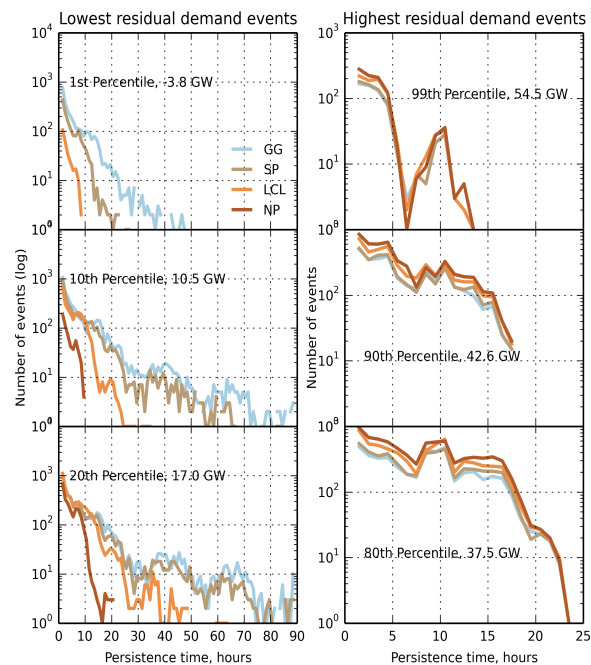 Lowest residual demand events
Highest residual demand events
10^4
10^3
10^2
10^1
10^0
1st Percentile, -3.8 GW
GG
SP
LCL
NP
10^3
10^2
10^1
10^0
99th Percentile, 54.5 GW
Number of events (log)
10^3
10^2
10^1
10^0
10th Percentile, 10.5 GW
Number of events
10^2
10^1
10^0
90th Percentile, 42.6 GW
10^3
10^2
10^1
10^0
20th Percentile, 17.0 GW
0 10 20 30 40 50 60 70 80 90
Persistence time, hours
10^2
10^1
10^0
80th Percentile, 37.5 GW
0 5 10 15 20 25
Persistence time, hours